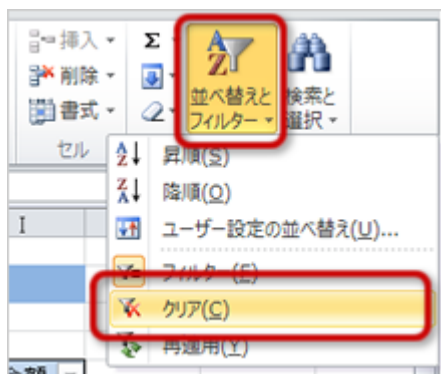 挿入
Σ
削除
書式
並べ替えと
フィルター
検索と
選択
セル
昇順(S)
降順(O)
I
ユーザー設定の並べ替え(U)...
フィルター(F)
クリア(C)
再適用(Y)